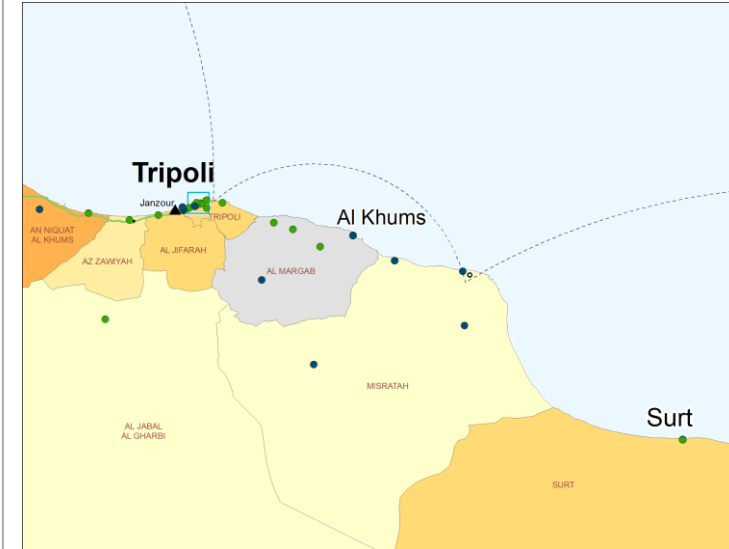 Tripoli
Janzour
TRIPOLI
Al Khums
AN NIQUAT
AL KHUMS
AL JIFARAH
AZ ZAWIYAH
AL MARGAB
MISRATAH
AL JABAL
AL GHARBI
Surt
SURT